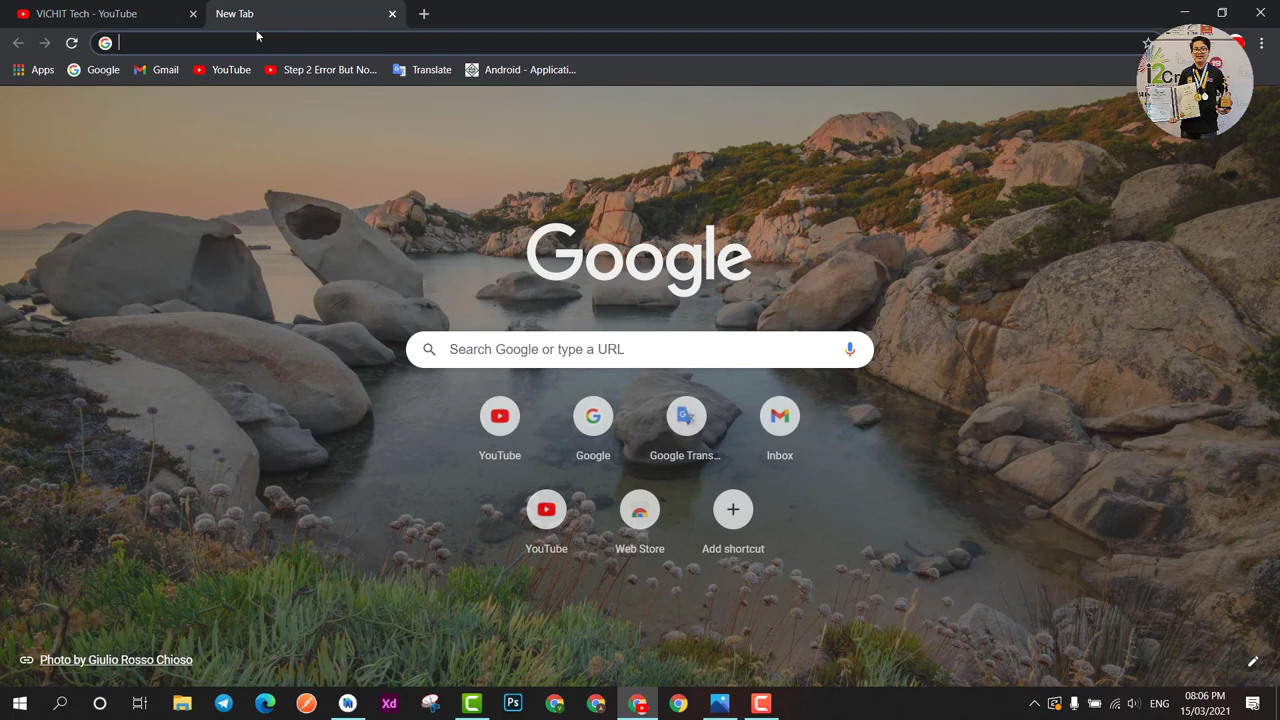 VICHIT Tech - YouTube
New Tab
Apps
Google
Gmail
YouTube
Step 2 Error But No...
Translate
Android - Applicati...
Google
Search Google or type a URL
YouTube
Google
Google Trans...
Inbox
YouTube
Web Store
Add shortcut
Photo by Giulio Rosso Chioso
Xd
Ps
ENG
08:06 PM
15/03/2021